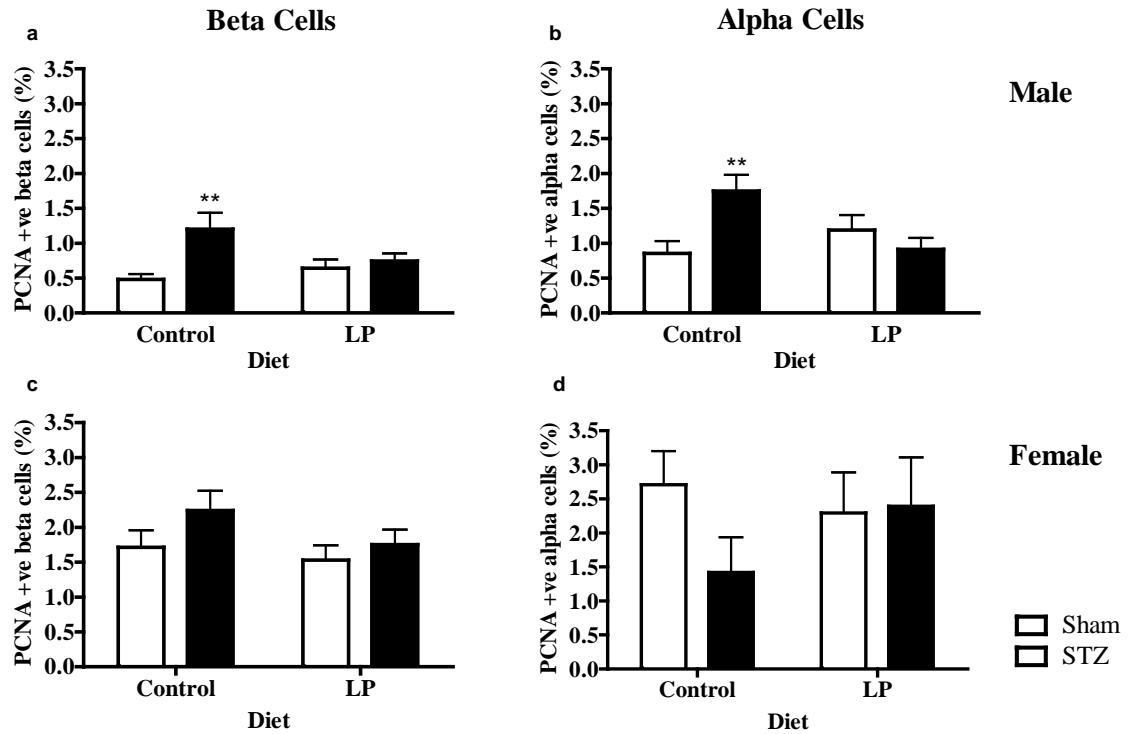 Beta Cells
Alpha Cells
a
PCNA +ve beta cells (%)
3.5
3.0
2.5
2.0
1.5
1.0
0.5
0.0
**
Control
LP
Diet
b
PCNA +ve alpha cells (%)
3.5
3.0
2.5
2.0
1.5
1.0
0.5
0.0
**
Control
LP
Diet
Male
c
PCNA +ve beta cells (%)
3.5
3.0
2.5
2.0
1.5
1.0
0.5
0.0
Control
LP
Diet
d
PCNA +ve alpha cells (%)
3.5
3.0
2.5
2.0
1.5
1.0
0.5
0.0
Control
LP
Diet
Female
Sham
STZ